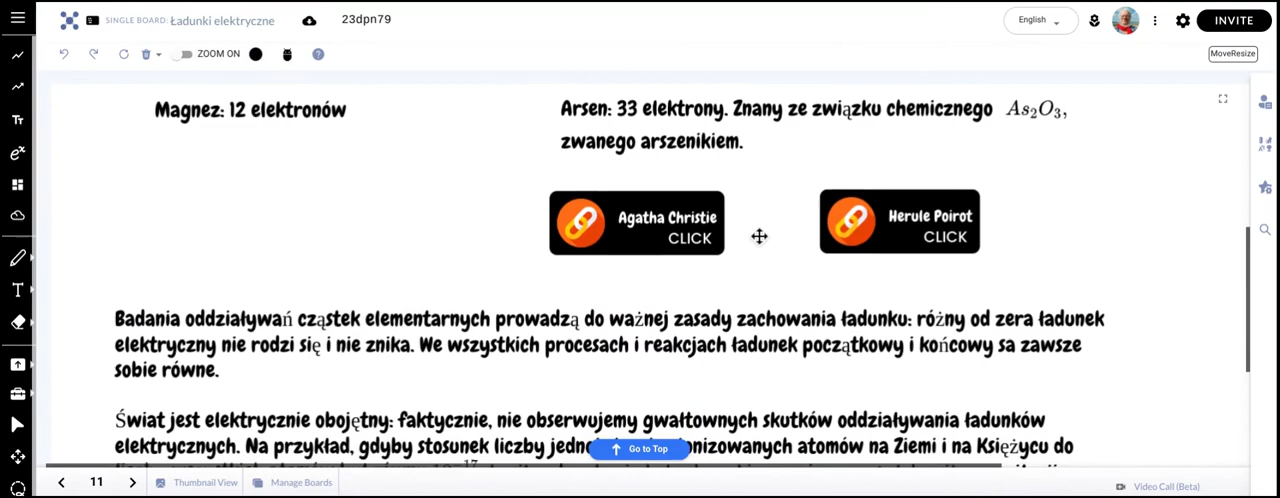 SINGLE BOARD: Ładunki elektryczne
23dpn79
English
INVITE
ZOOM ON
MoveResize
Magnez: 12 elektronów
Arsen: 33 elektrony. Znany ze związku chemicznego As₂O₃,
zwanego arszenikiem.
Agatha Christie
CLICK
Herule Poirot
CLICK
Badania oddziaływań cząstek elementarnych prowadzą do ważnej zasady zachowania ładunku: różny od zera ładunek
elektryczny nie rodzi się i nie znika. We wszystkich procesach i reakcjach ładunek początkowy i końcowy sa zawsze
sobie równe.
Świat jest elektrycznie obojętny: faktycznie, nie obserwujemy gwałtownych skutków oddziaływania ładunków
elektrycznych. Na przykład, gdyby stosunek liczby onizowanych atomów na Ziemi i na Księżycu do
Go to Top
11
Thumbnail View
Manage Boards
Video Call (Beta)